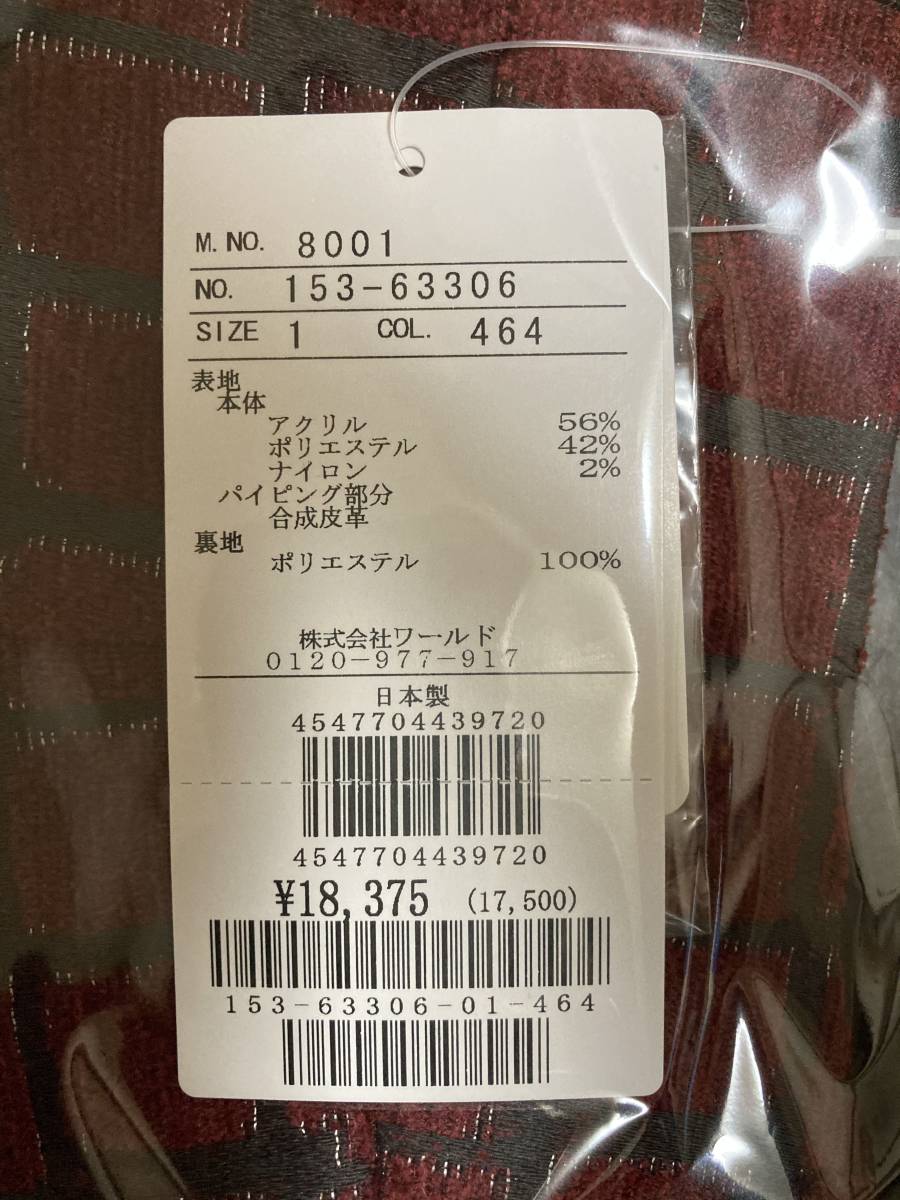 M. NO. 8001
NO. 153-63306
SIZE 1 COL. 464
表地
本体
アクリル 56%
ポリエステル 42%
ナイロン 2%
パイピング部分
合成皮革
裏地
ポリエステル 100%
株式会社ワールド
0120-977-917
日本製
4547704439720
4547704439720
¥18,375 (17,500)
153-63306-01-464